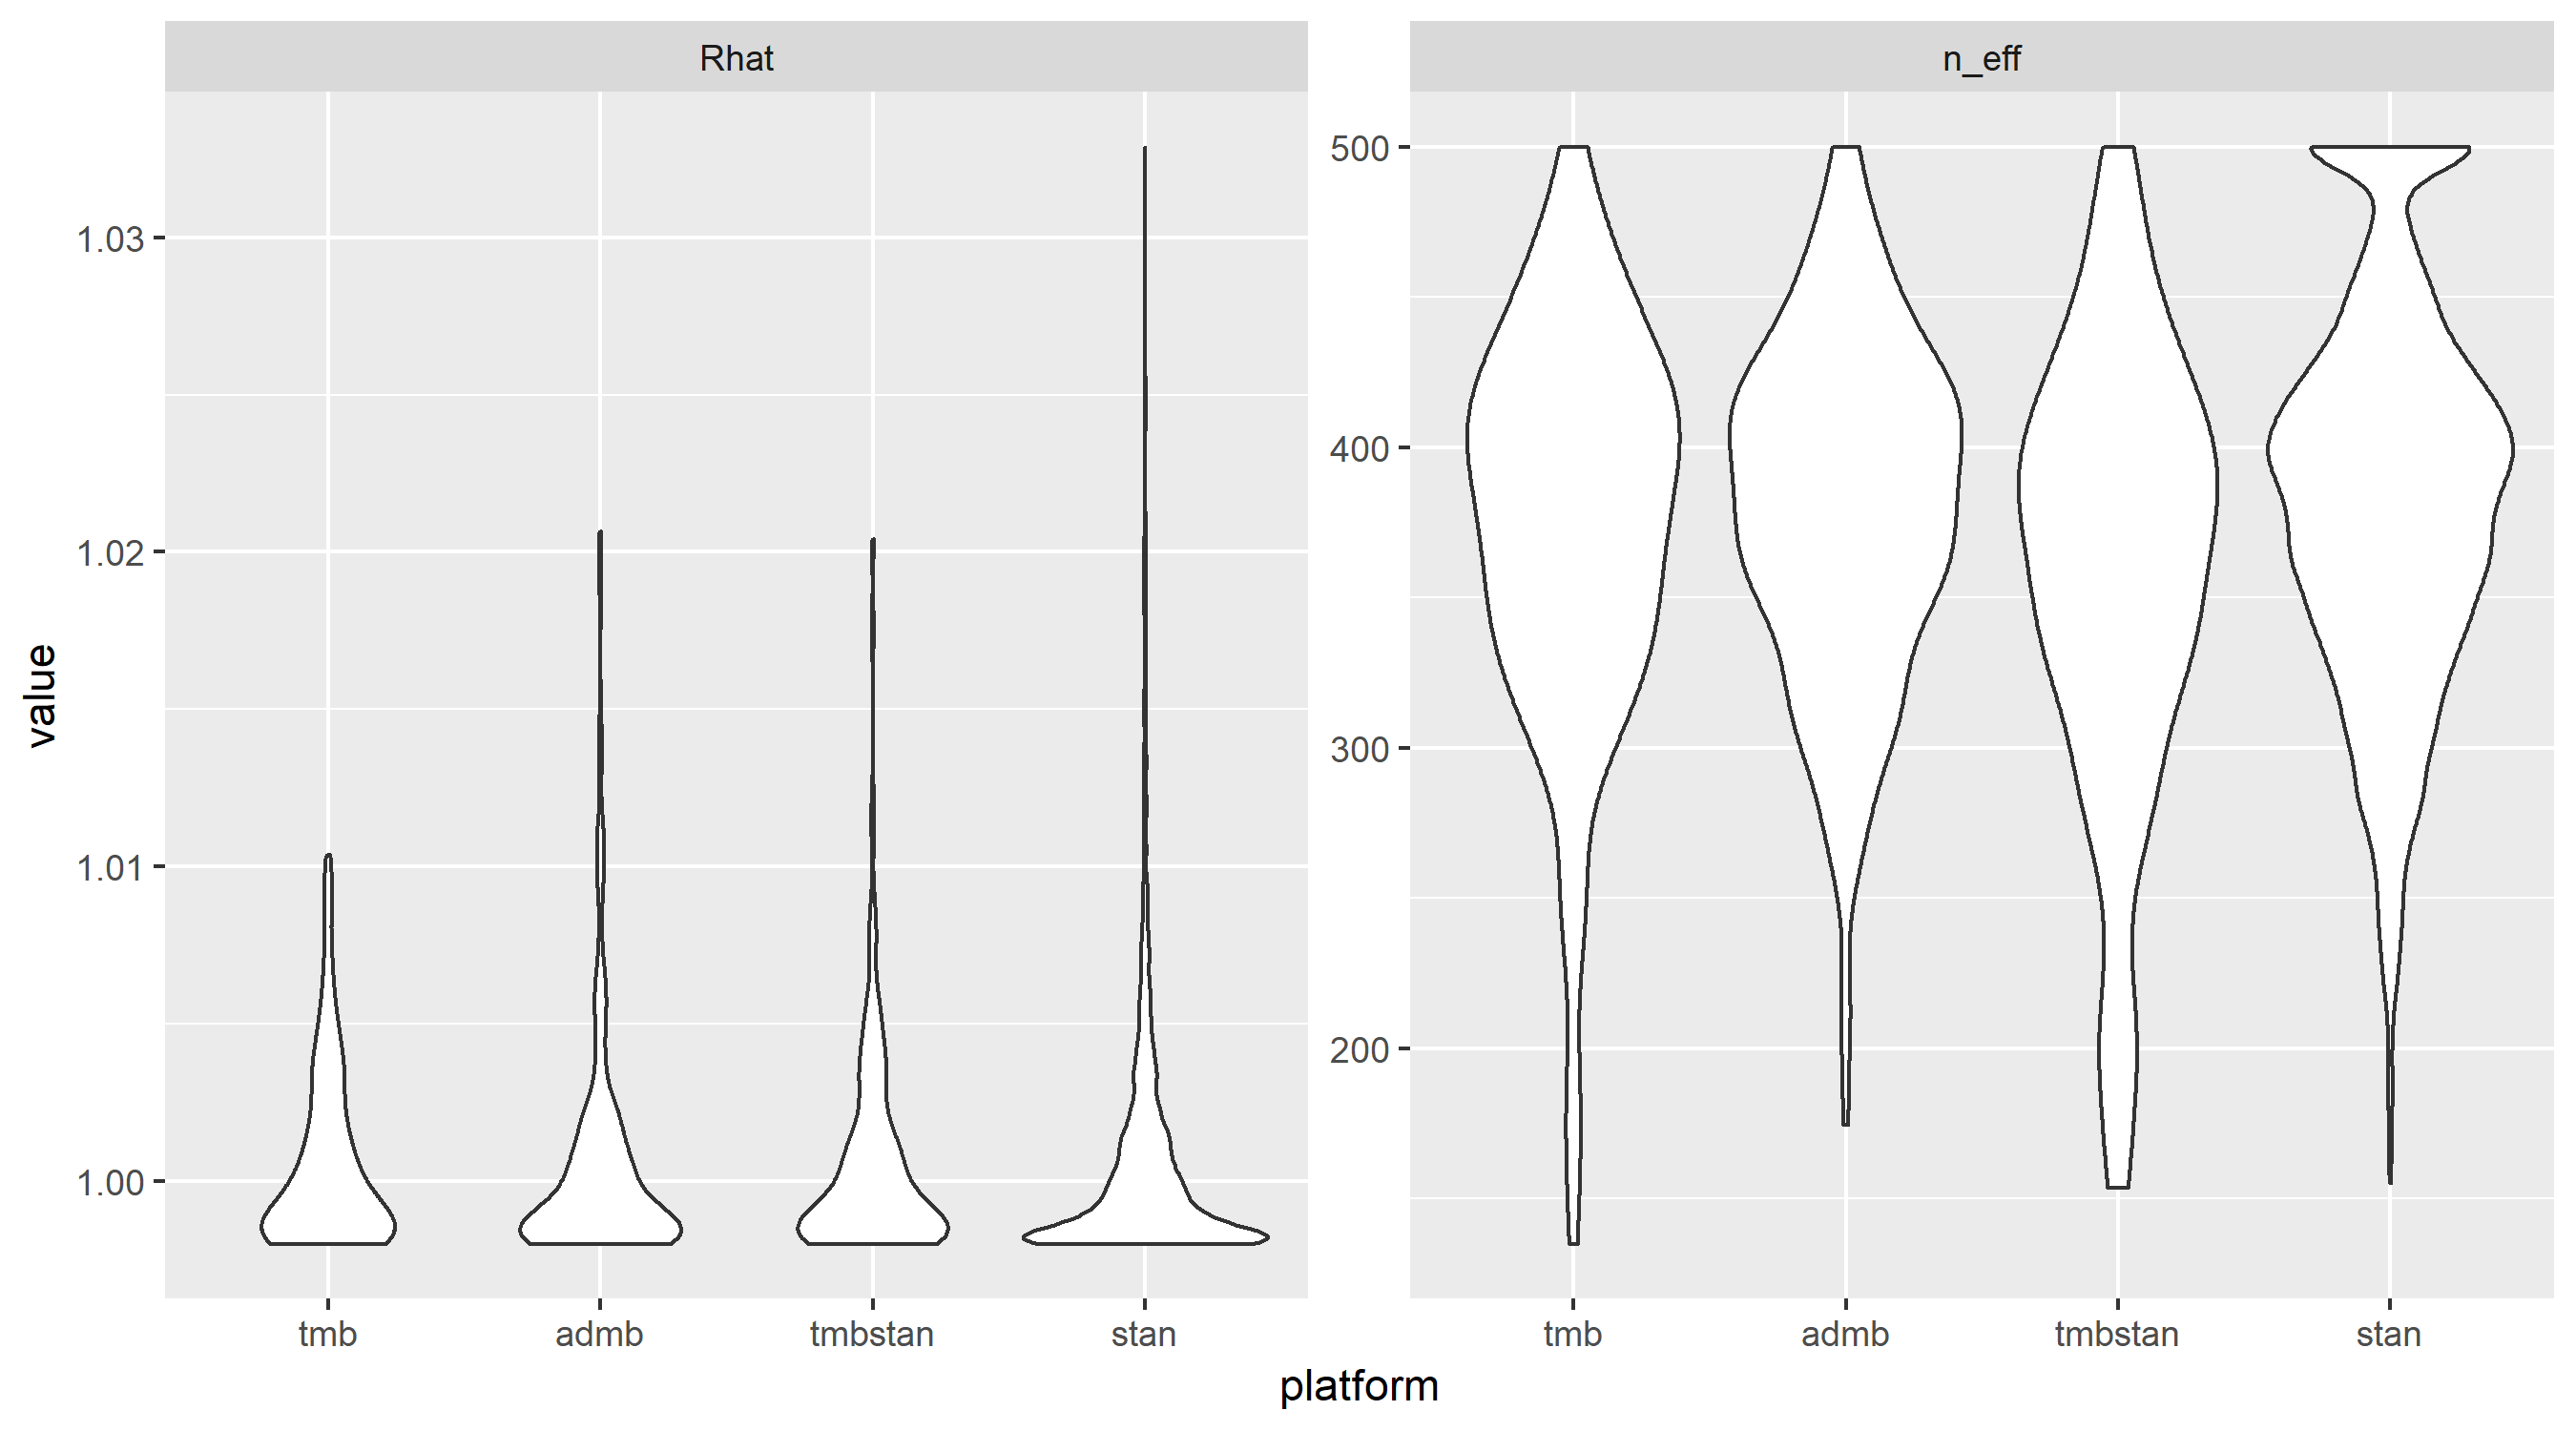 Rhat
n_eff
value
1.03
1.02
1.01
1.00
500
400
300
200
tmb
admb
tmbstan
stan
tmb
admb
tmbstan
stan
platform